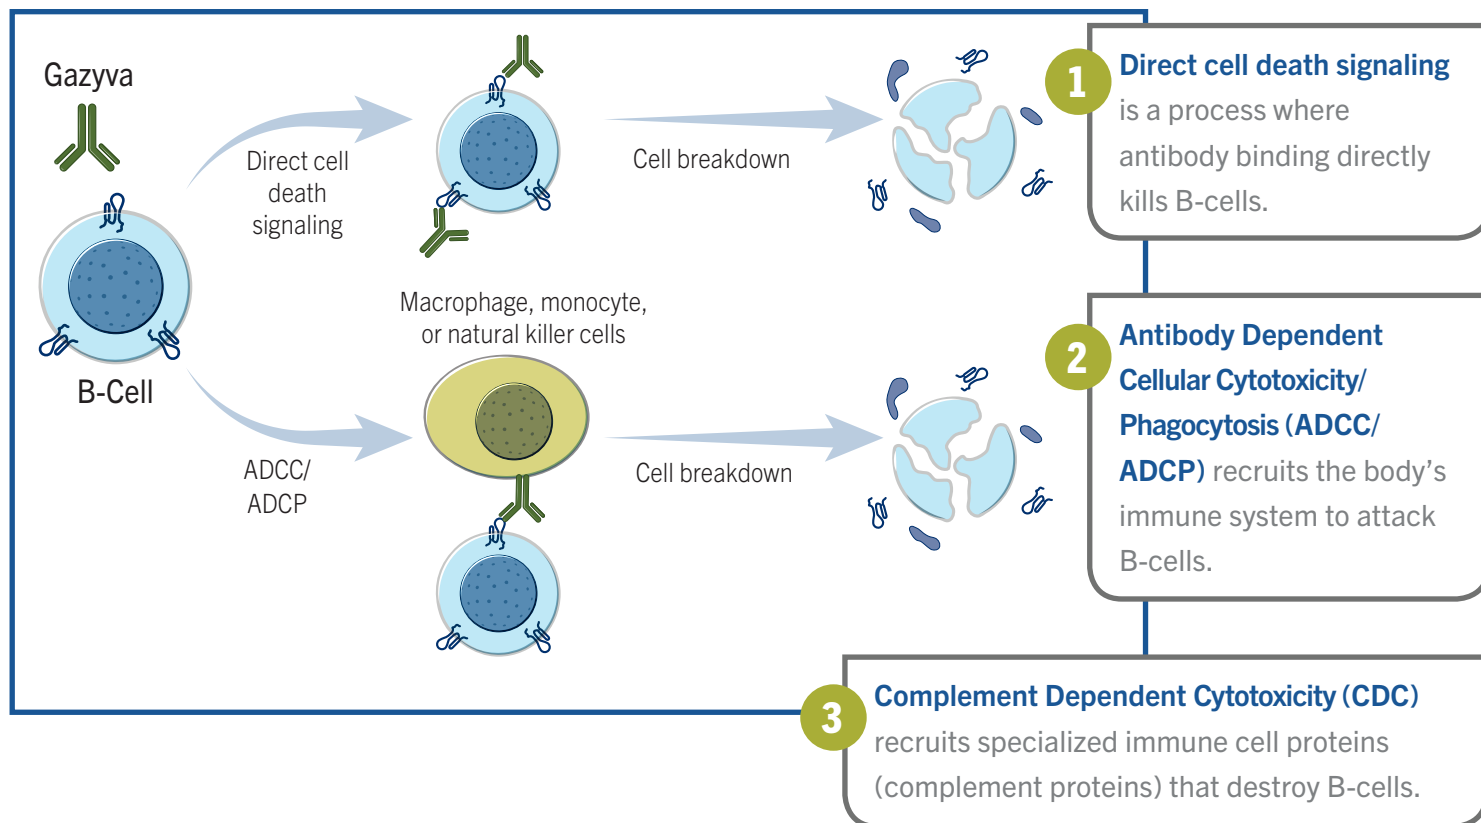 Gazyva
B-Cell
Direct cell
death
signaling
Cell breakdown
Macrophage, monocyte,
or natural killer cells
ADCC/
ADCP
Cell breakdown
1
Direct cell death signaling
is a process where
antibody binding directly
kills B-cells.
2
Antibody Dependent
Cellular Cytotoxicity/
Phagocytosis (ADCC/
ADCP) recruits the body’s
immune system to attack
B-cells.
3
Complement Dependent Cytotoxicity (CDC)
recruits specialized immune cell proteins
(complement proteins) that destroy B-cells.